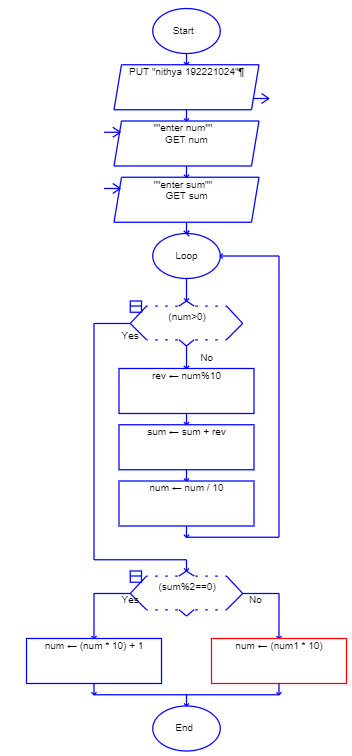 Start
PUT "nithya 192221024"¶
""enter num""
GET num
""enter sum""
GET sum
Loop
(num>0)
Yes
No
rev ← num%10
sum ← sum + rev
num ← num / 10
(sum%2==0)
Yes
No
num ← (num * 10) + 1
num ← (num1 * 10)
End